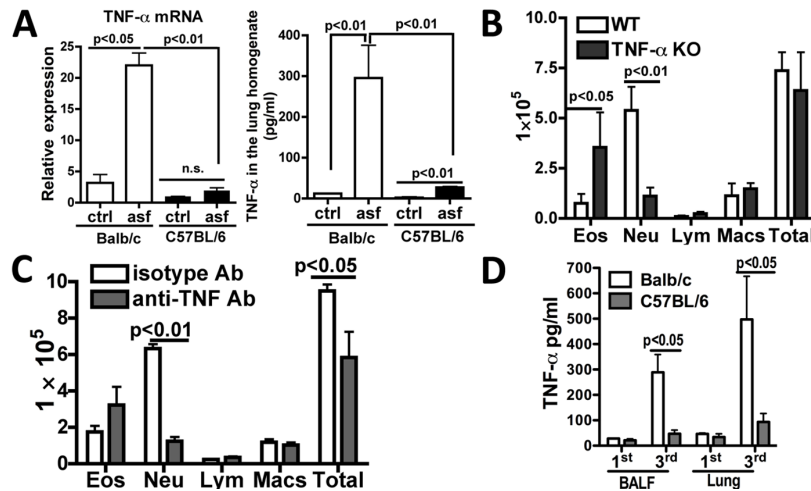 A
TNF-α mRNA
p<0.05
p<0.01
Relative expression
25
20
15
10
5
0
n.s.
ctrl asf ctrl asf
Balb/c C57BL/6
TNF-α in the lung homogenate
(pg/ml)
p<0.01
p<0.01
400
300
200
100
0
p<0.01
ctrl asf ctrl asf
Balb/c C57BL/6
B
WT
TNF-α KO
p<0.05
p<0.01
1×10⁵
10.0
7.5
5.0
2.5
0.0
Eos Neu Lym Macs Total
C
isotype Ab
anti-TNF Ab
p<0.01
p<0.05
1 × 10⁵
10
8
6
4
2
0
Eos Neu Lym Macs Total
D
Balb/c
C57BL/6
p<0.05
p<0.05
TNF-α pg/ml
700
600
500
400
300
200
100
0
1st 3rd 1st 3rd
BALF Lung